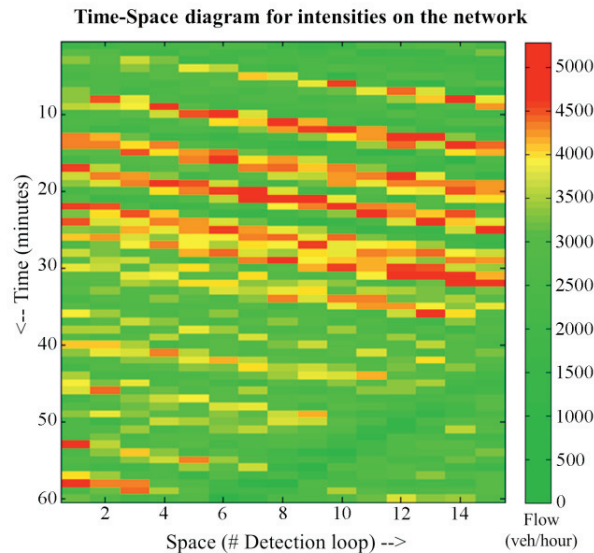 Time-Space diagram for intensities on the network
<-- Time (minutes)
10
20
30
40
50
60
2 4 6 8 10 12 14
Space (# Detection loop) -->
5000
4500
4000
3500
3000
2500
2000
1500
1000
500
0
Flow
(veh/hour)